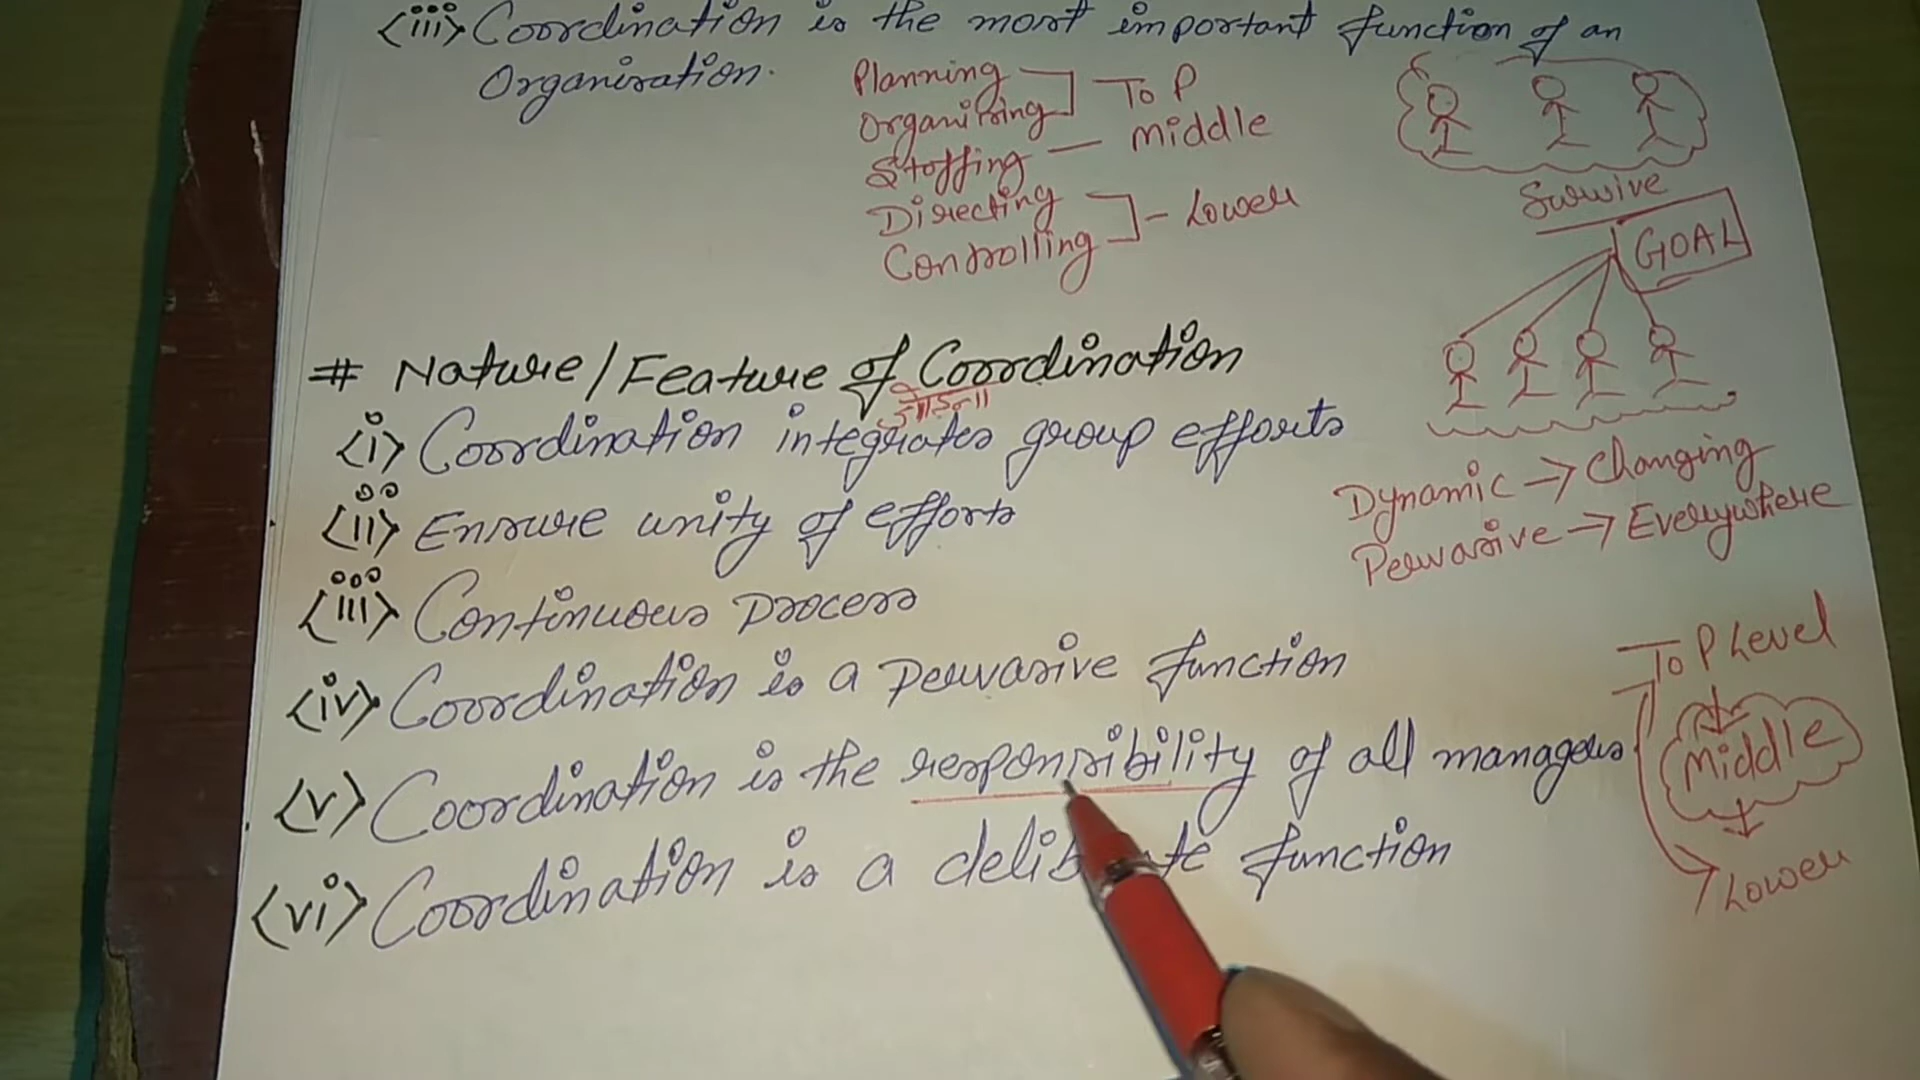 (iii) Coordination is the most important function of an
Organisation.
Planning
Organising
To P
Staffing — middle
Directing
Controlling
- Lower
Survive
GOAL
# Nature/Feature of Coordination
(i) Coordination integrates group efforts
(ii) Ensure unity of efforts
(iii) Continuous process
(iv) Coordination is a pervasive function
(v) Coordination is the responsibility of all managers
(vi) Coordination is a deliberate function
Dynamic → Changing
Pervasive → Everywhere
To P Level
Middle
Lower